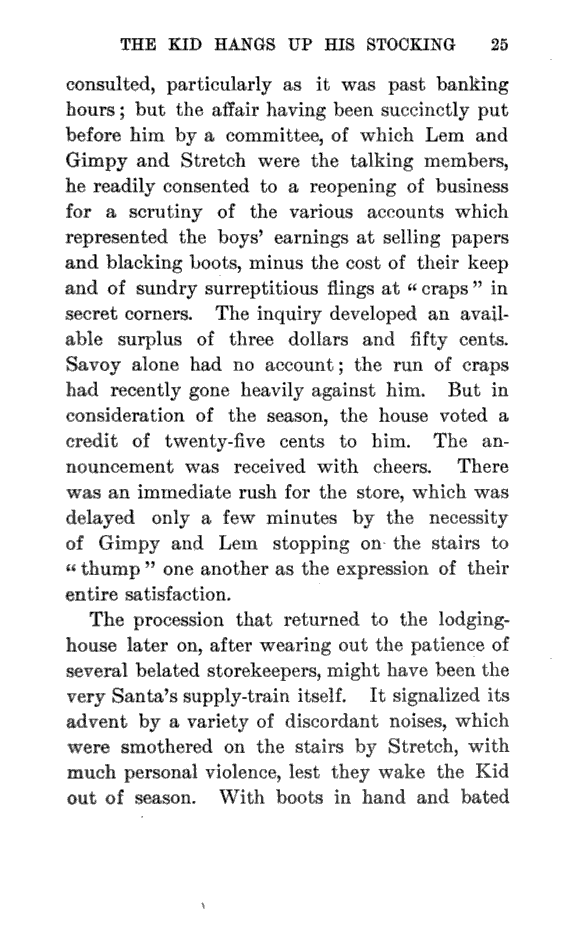 THE KID HANGS UP HIS STOCKING 25
consulted, particularly as it was past banking
hours; but the affair having been succinctly put
before him by a committee, of which Lem and
Gimpy and Stretch were the talking members,
he readily consented to a reopening of business
for a scrutiny of the various accounts which
represented the boys' earnings at selling papers
and blacking boots, minus the cost of their keep
and of sundry surreptitious flings at "craps" in
secret corners. The inquiry developed an avail-
able surplus of three dollars and fifty cents.
Savoy alone had no account; the run of craps
had recently gone heavily against him. But in
consideration of the season, the house voted a
credit of twenty-five cents to him. The an-
nouncement was received with cheers. There
was an immediate rush for the store, which was
delayed only a few minutes by the necessity
of Gimpy and Lem stopping on the stairs to
"thump" one another as the expression of their
entire satisfaction.
The procession that returned to the lodging-
house later on, after wearing out the patience of
several belated storekeepers, might have been the
very Santa's supply-train itself. It signalized its
advent by a variety of discordant noises, which
were smothered on the stairs by Stretch, with
much personal violence, lest they wake the Kid
out of season. With boots in hand and bated